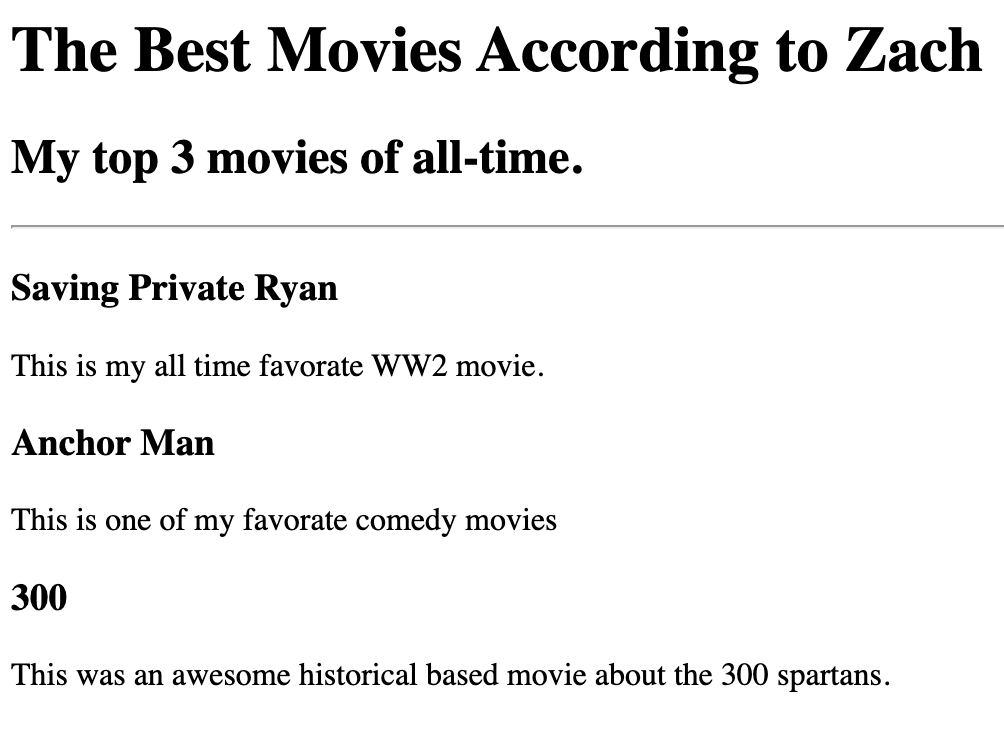 The Best Movies According to Zach
My top 3 movies of all-time.
Saving Private Ryan
This is my all time favorate WW2 movie.
Anchor Man
This is one of my favorate comedy movies
300
This was an awesome historical based movie about the 300 spartans.